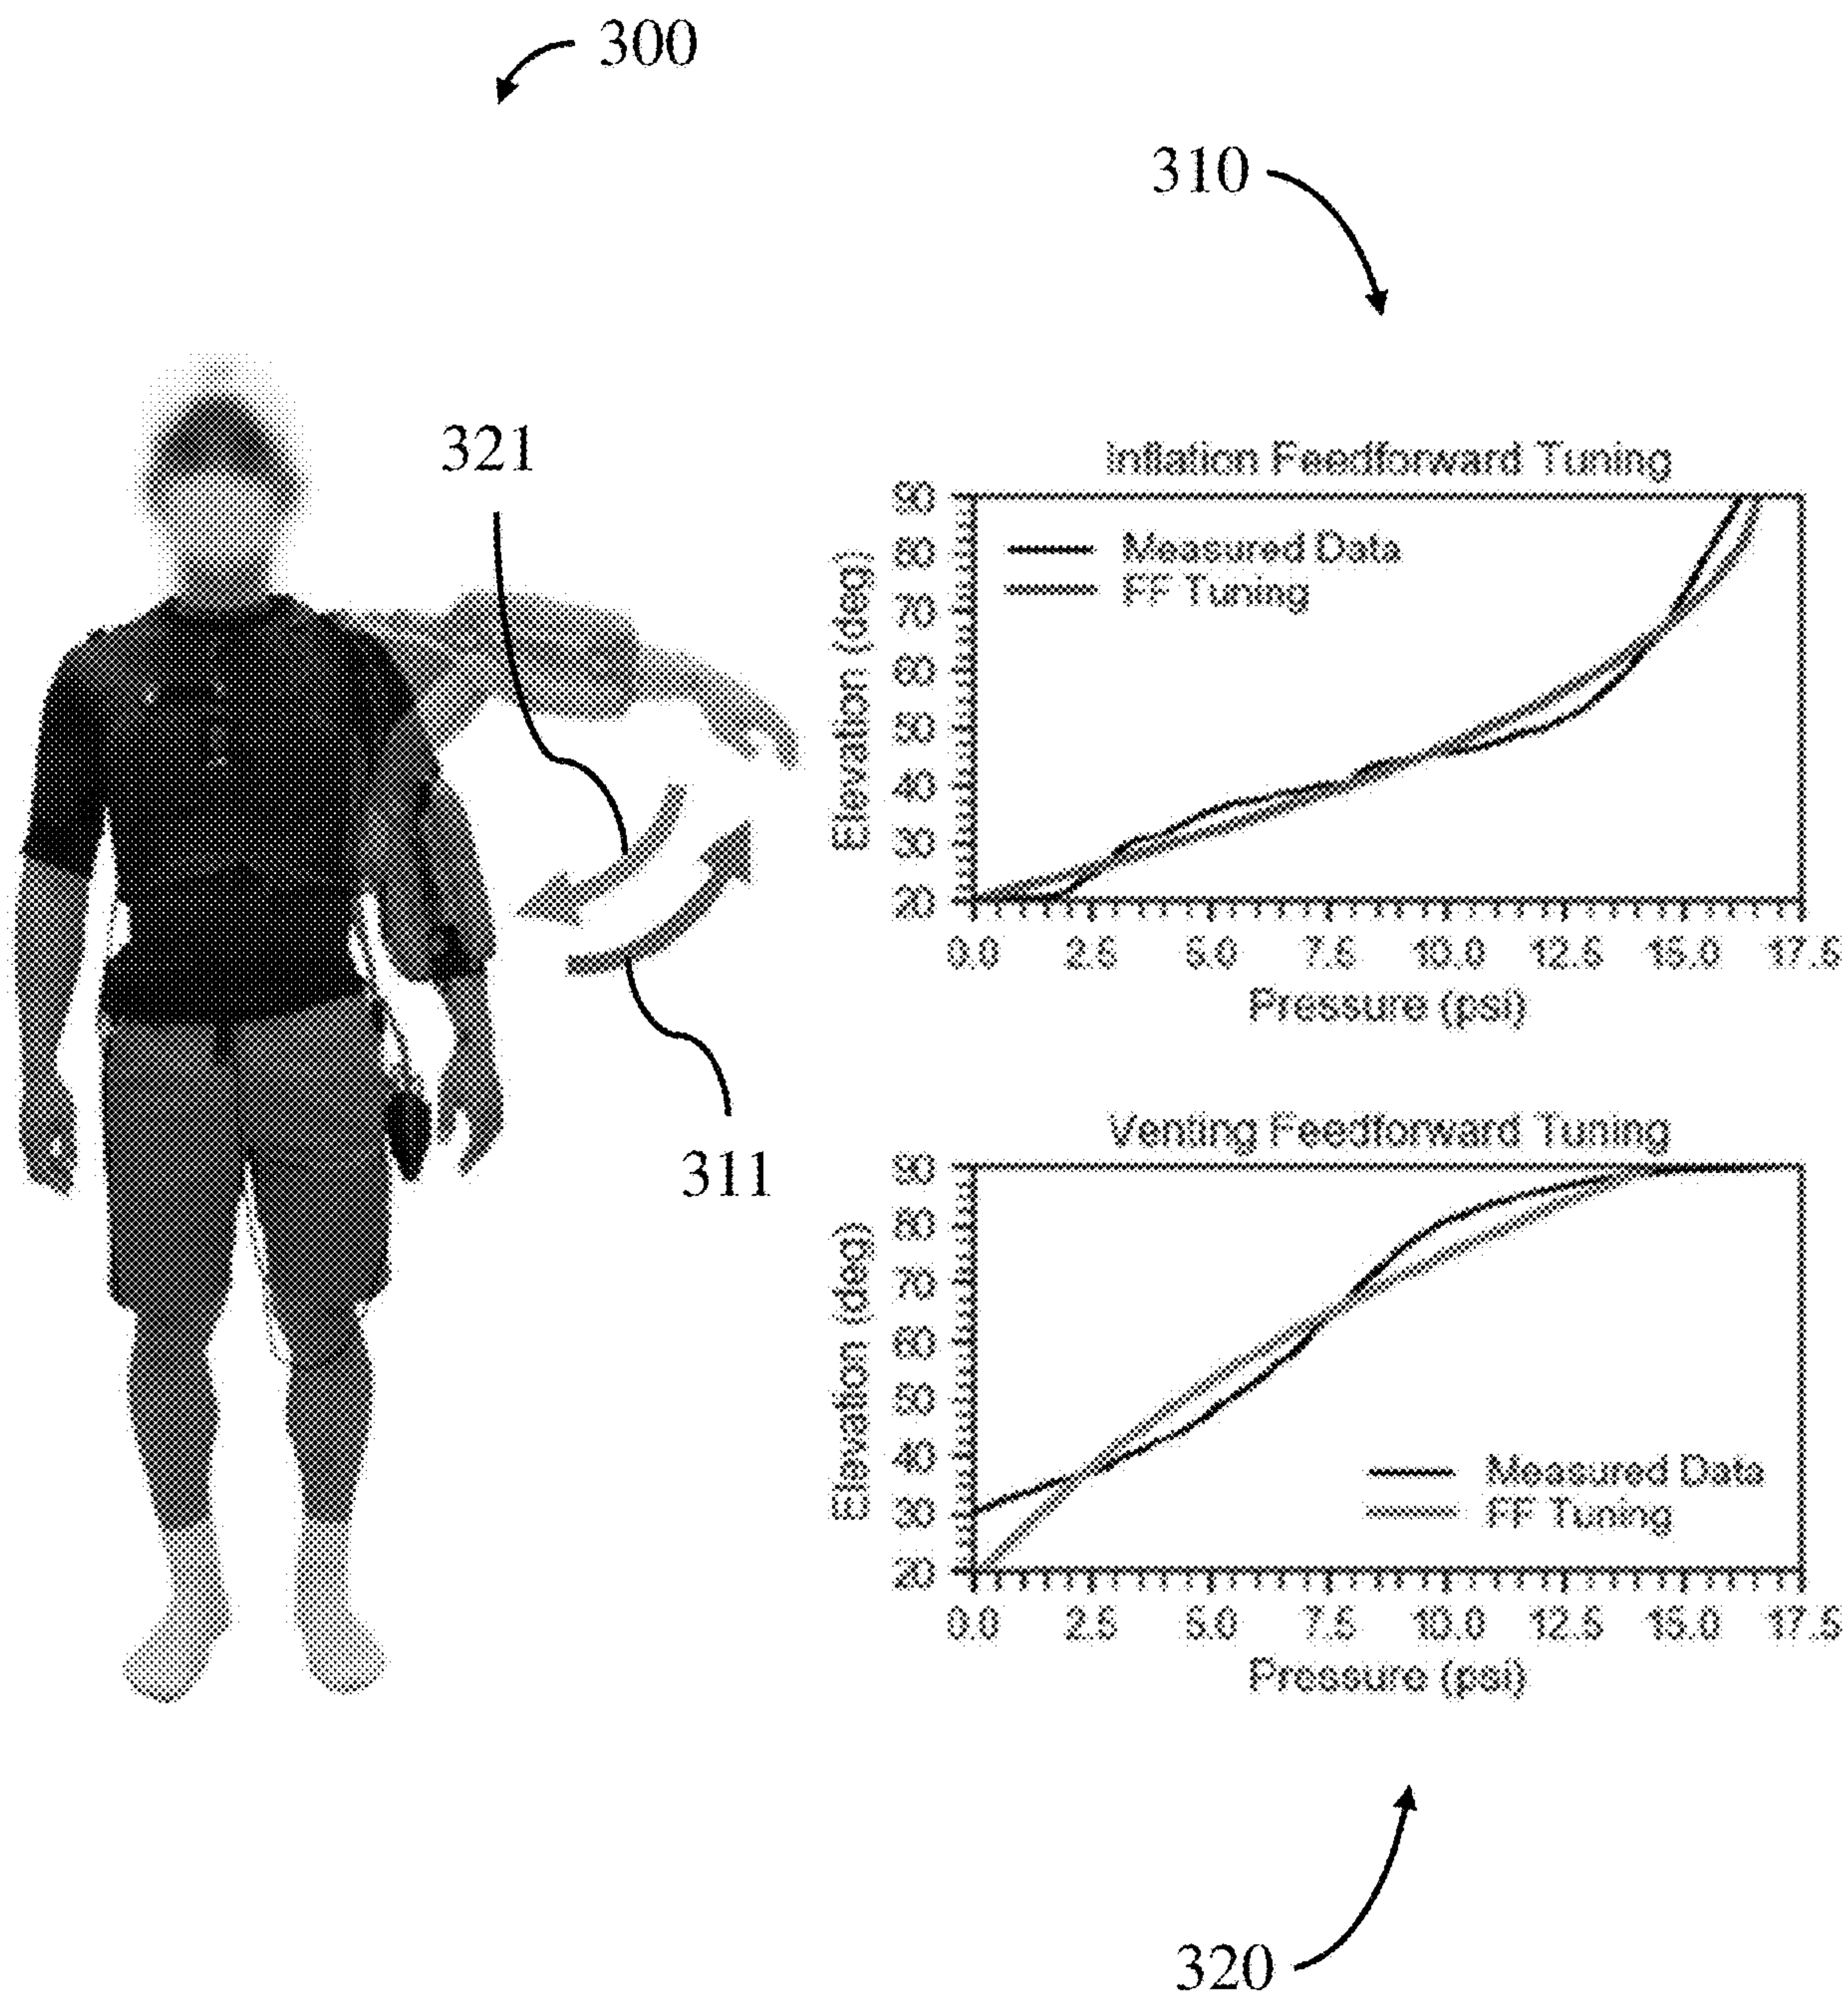 300
310
321
Inflation Feedforward Tuning
90
80
70
60
50
40
30
20
Elevation (deg)
Measured Data
FF Tuning
0.0 2.5 5.0 7.5 10.0 12.5 15.0 17.5
Pressure (psi)
311
Venting Feedforward Tuning
90
80
70
60
50
40
30
20
Elevation (deg)
Measured Data
FF Tuning
0.0 2.5 5.0 7.5 10.0 12.5 15.0 17.5
Pressure (psi)
320